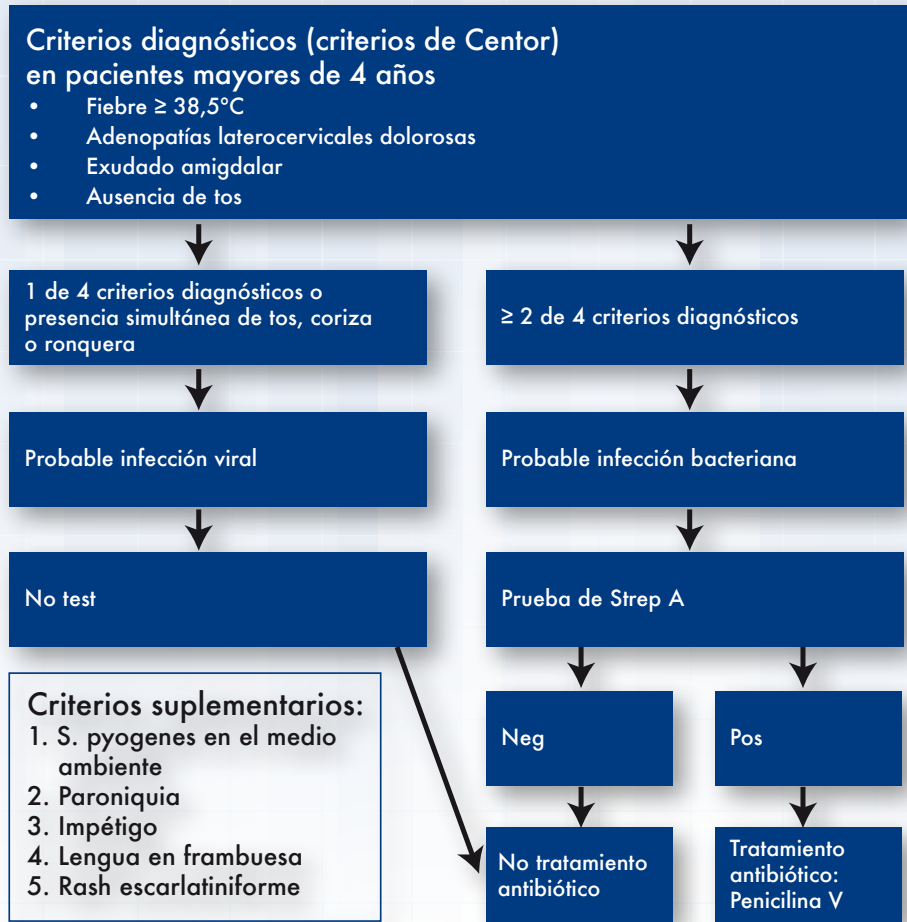 Criterios diagnósticos (criterios de Centor)
en pacientes mayores de 4 años
• Fiebre ≥ 38,5ºC
• Adenopatías laterocervicales dolorosas
• Exudado amigdalar
• Ausencia de tos
1 de 4 criterios diagnósticos o
presencia simultánea de tos, coriza
o ronquera
≥ 2 de 4 criterios diagnósticos
Probable infección viral
Probable infección bacteriana
No test
Prueba de Strep A
Criterios suplementarios:
1. S. pyogenes en el medio
ambiente
2. Paroniquia
3. Impétigo
4. Lengua en frambuesa
5. Rash escarlatiniforme
Neg
Pos
No tratamiento
antibiótico
Tratamiento
antibiótico:
Penicilina V